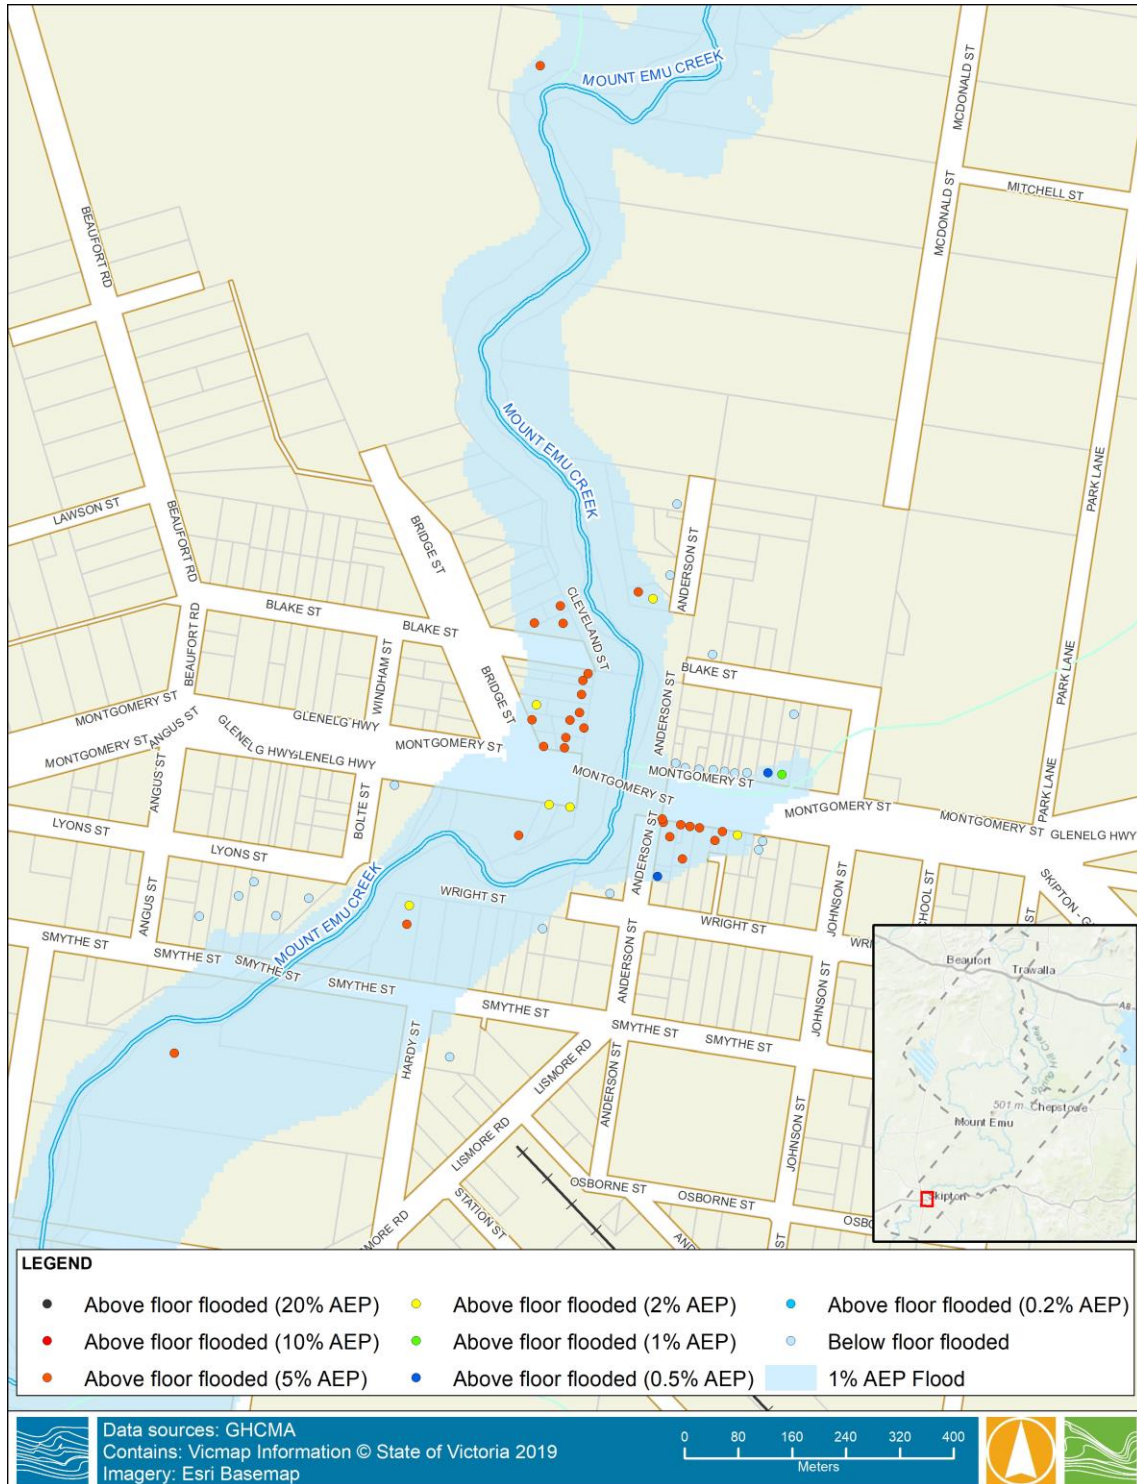 MOUNT EMU CREEK
MCDONALD ST
MITCHELL ST
BEAUFORT RD
MCDONALD ST
MOUNT EMU CREEK
PARK LANE
LAWSON ST
BEAUFORT RD
BRIDGE ST
ANDERSON ST
BLAKE ST
BLAKE ST
CLEVELAND ST
BEAUFORT RD
WINDHAM ST
BLAKE ST
PARK LANE
MONTGOMERY ST
ANGUS ST
GLENELG HWY
GLENELG HWY
GLENELG HWY
BRIDGE ST
MONTGOMERY ST
MONTGOMERY ST
ANDERSON ST
MONTGOMERY ST
MONTGOMERY ST
ANGUS ST
BOLTE ST
PARK LANE
MONTGOMERY ST
MONTGOMERY ST
GLENELG HWY
LYONS ST
LYONS ST
ANDERSON ST
JOHNSON ST
SCHOOL ST
ANGUS ST
MOUNT EMU CREEK
WRIGHT ST
WRIGHT ST
SMYTHE ST
SMYTHE ST
SMYTHE ST
SMYTHE ST
SMYTHE ST
SMYTHE ST
SMYTHE ST
ANDERSON ST
JOHNSON ST
HARDY ST
LISMORE RD
LISMORE RD
ANDERSON ST
JOHNSON ST
OSBORNE ST
OSBORNE ST
STATION ST
Beaufort
Trawalla
501 m
Chepstowe
Mount Emu
Skipton
LEGEND
Above floor flooded (20% AEP)
Above floor flooded (2% AEP)
Above floor flooded (0.2% AEP)
Above floor flooded (10% AEP)
Above floor flooded (1% AEP)
Below floor flooded
Above floor flooded (5% AEP)
Above floor flooded (0.5% AEP)
1% AEP Flood
Data sources: GHCMA
Contains: Vicmap Information © State of Victoria 2019
Imagery: Esri Basemap
0 80 160 240 320 400
Meters